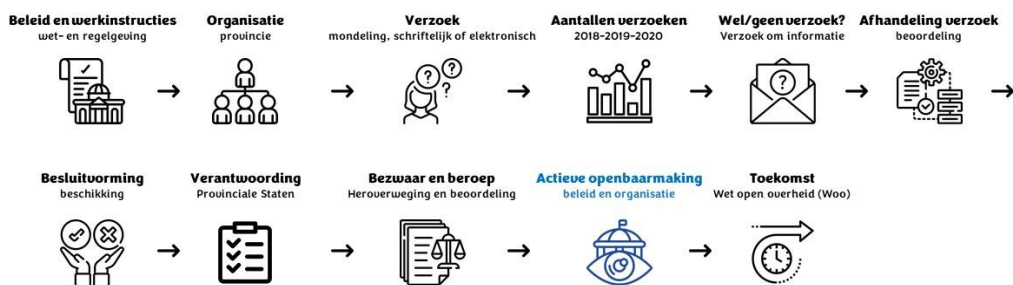 Beleid en werkinstructies
wet- en regelgeving
Organisatie
provincie
Verzoek
mondeling, schriftelijk of elektronisch
Aantallen verzoeken
2018-2019-2020
Wel/geen verzoek?
Verzoek om informatie
Afhandeling verzoek
beoordeling
Besluitvorming
beschikking
Verantwoording
Provinciale Staten
Bezwaar en beroep
Heroverweging en beoordeling
Actieve openbaarmaking
beleid en organisatie
Toekomst
Wet open overheid (Woo)